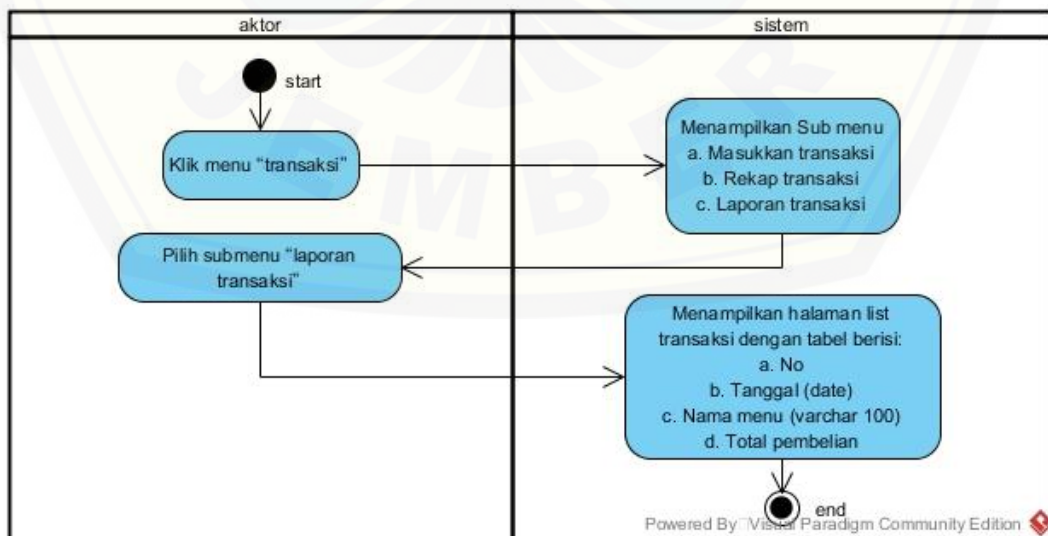 aktor
sistem
start
Klik menu “transaksi”
Menampilkan Sub menu
a. Masukkan transaksi
b. Rekap transaksi
c. Laporan transaksi
Pilih submenu “laporan
transaksi”
Menampilkan halaman list
transaksi dengan tabel berisi:
a. No
b. Tanggal (date)
c. Nama menu (varchar 100)
d. Total pembelian
end
Powered By Visual Paradigm Community Edition
JEMBER